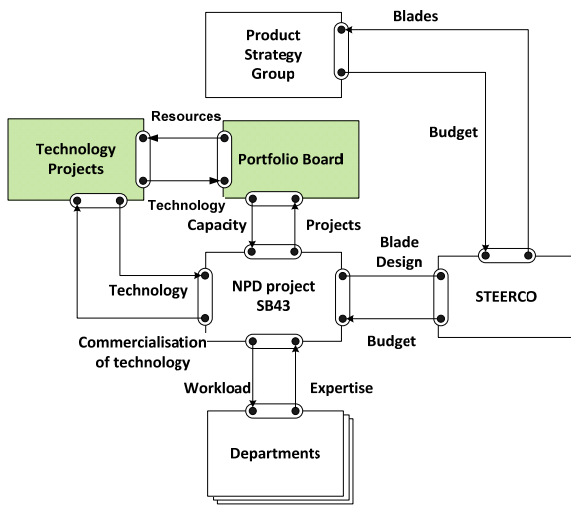 Blades
Product
Strategy
Group
Budget
Resources
Technology
Projects
Portfolio Board
Technology
Capacity
Projects
Blade
Design
Technology
NPD project
SB43
STEERCO
Commercialisation
of technology
Budget
Workload
Expertise
Departments